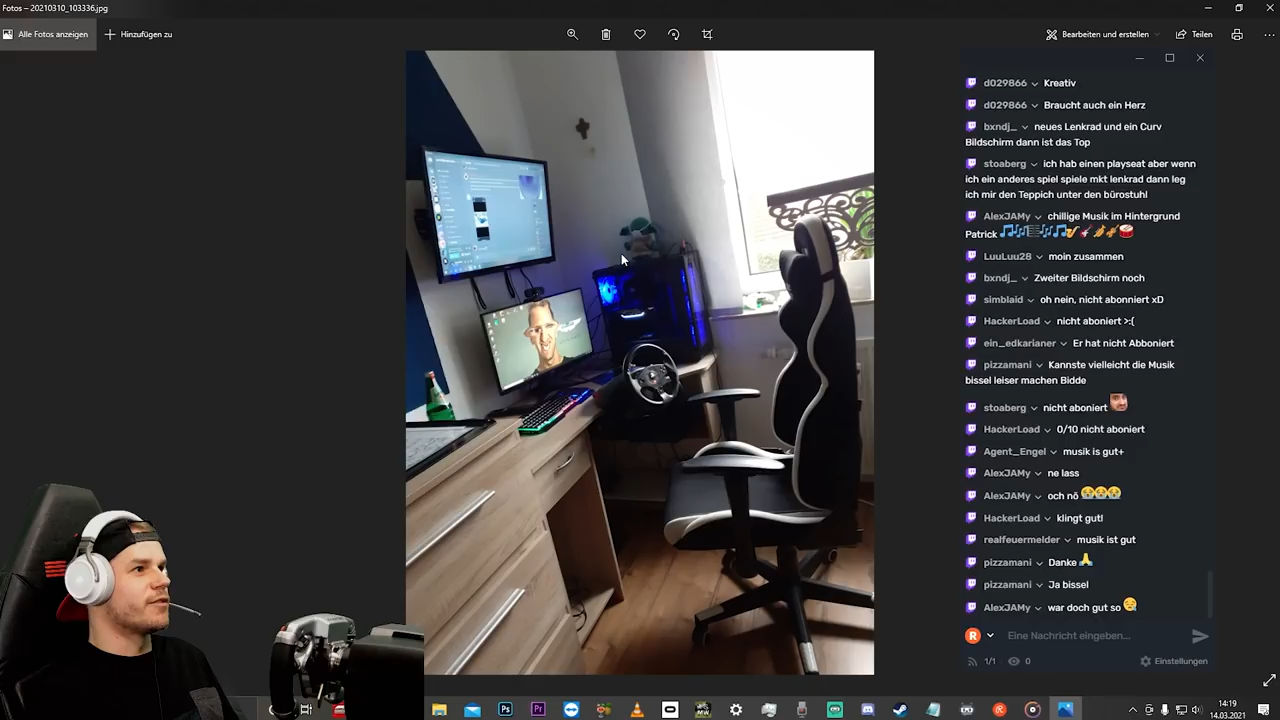 Fotos – 20210310_103336.jpg
Alle Fotos anzeigen
Hinzufügen zu
Bearbeiten und erstellen
Teilen
d029866 Kreativ
d029866 Braucht auch ein Herz
bxndj_ neues Lenkrad und ein Curv
Bildschirm dann ist das Top
stoaberg ich hab einen playseat aber wenn
ich ein anderes spiel spiele mkt lenkrad dann leg
ich mir den Teppich unter den bürostuhl
AlexJAMy chillige Musik im Hintergrund
Patrick
LuuLuu28 moin zusammen
bxndj_ Zweiter Bildschirm noch
simblaid oh nein, nicht abonniert xD
HackerLoad nicht aboniert >:(
ein_edkarianer Er hat nicht Abboniert
pizzamani Kannste vielleicht die Musik
bissel leiser machen Bidde
stoaberg nicht aboniert
HackerLoad 0/10 nicht aboniert
Agent_Engel musik is gut+
AlexJAMy ne lass
AlexJAMy och nö
HackerLoad klingt gut!
realfeuermelder musik ist gut
pizzamani Danke
pizzamani Ja bissel
AlexJAMy war doch gut so
R
Eine Nachricht eingeben...
1/1
0
Einstellungen
Ps
Pr
14:19
14.03.2021